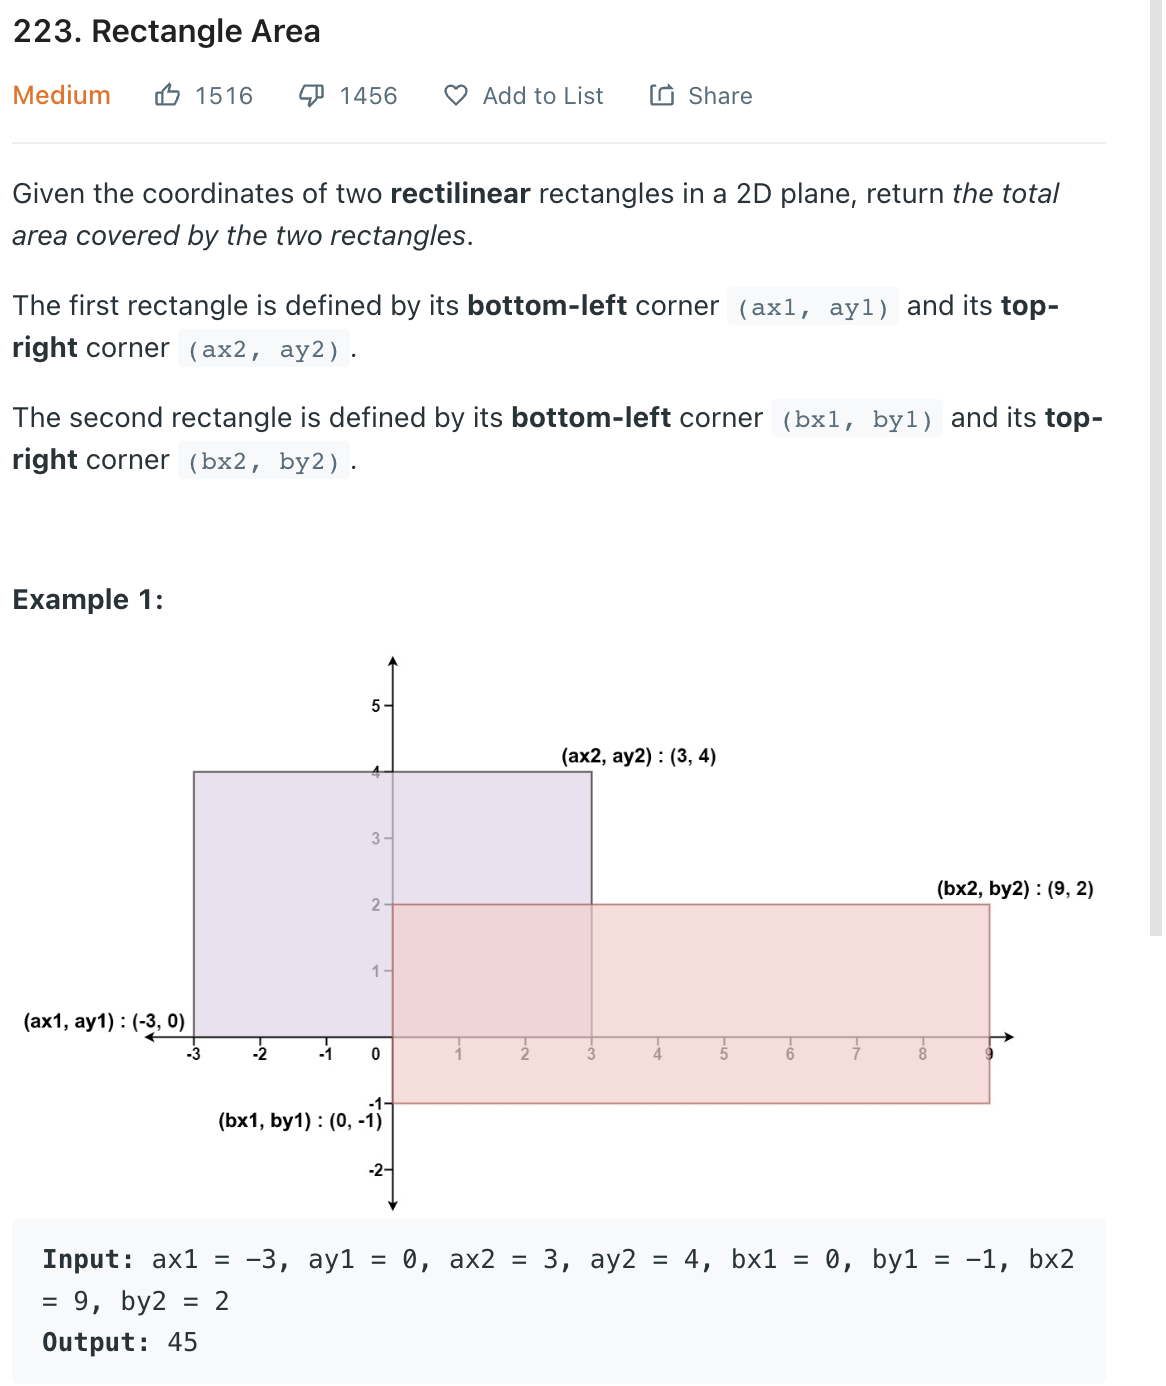 223. Rectangle Area
Medium 1516 1456 Add to List Share
Given the coordinates of two rectilinear rectangles in a 2D plane, return the total
area covered by the two rectangles.
The first rectangle is defined by its bottom-left corner (ax1, ay1) and its top-
right corner (ax2, ay2) .
The second rectangle is defined by its bottom-left corner (bx1, by1) and its top-
right corner (bx2, by2) .
Example 1:
5
(ax2, ay2) : (3, 4)
4
3
(bx2, by2) : (9, 2)
2
1
(ax1, ay1) : (-3, 0)
-3 -2 -1 0 1 2 3 4 5 6 7 8 9
-1
(bx1, by1) : (0, -1)
-2
Input: ax1 = -3, ay1 = 0, ax2 = 3, ay2 = 4, bx1 = 0, by1 = -1, bx2
= 9, by2 = 2
Output: 45